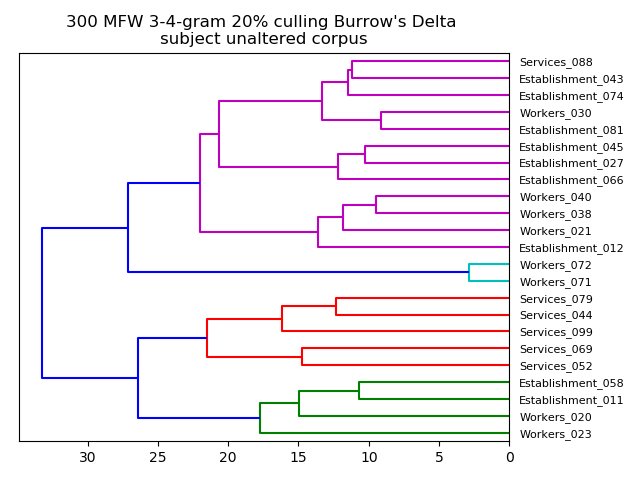 300 MFW 3-4-gram 20% culling Burrow's Delta
subject unaltered corpus
Services_088
Establishment_043
Establishment_074
Workers_030
Establishment_081
Establishment_045
Establishment_027
Establishment_066
Workers_040
Workers_038
Workers_021
Establishment_012
Workers_072
Workers_071
Services_079
Services_044
Services_099
Services_069
Services_052
Establishment_058
Establishment_011
Workers_020
Workers_023
30 25 20 15 10 5 0